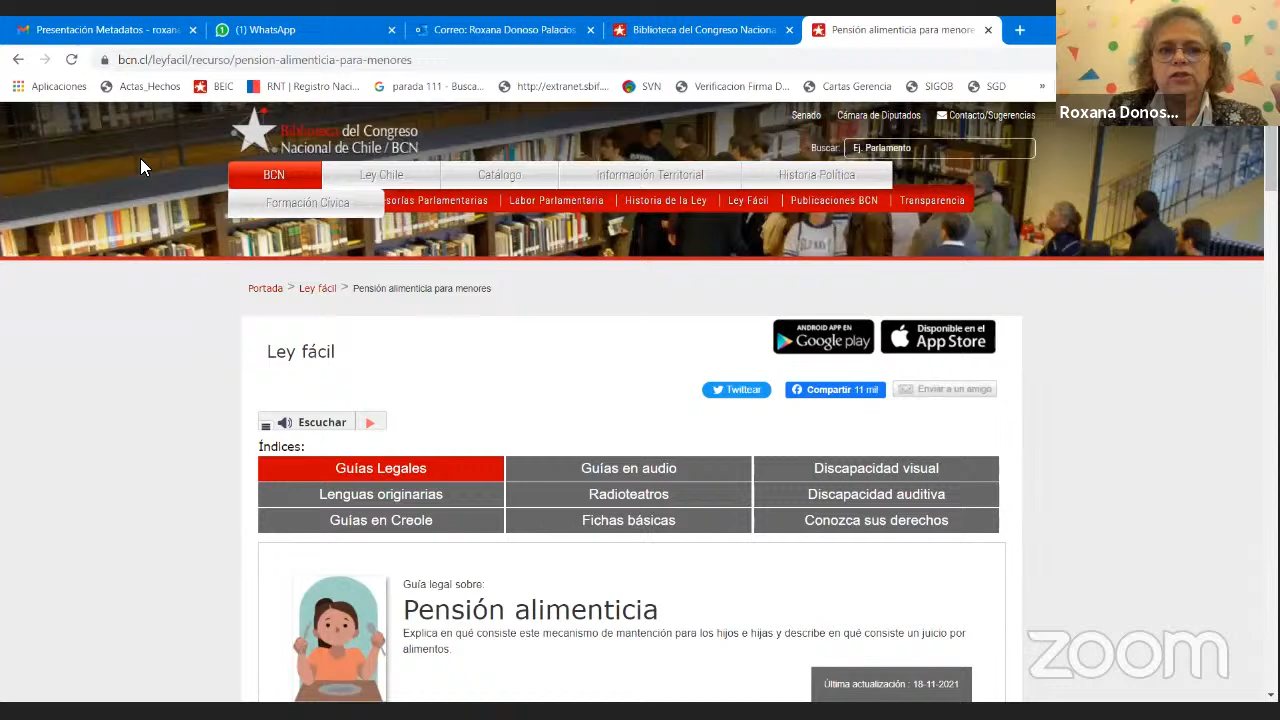 Presentación Metadatos - roxana
(1) WhatsApp
Correo: Roxana Donoso Palacios
Biblioteca del Congreso Naciona
Pensión alimenticia para menore
bcn.cl/leyfacil/recurso/pension-alimenticia-para-menores
Aplicaciones
Actas_Hechos
BEIC
RNT | Registro Naci...
parada 111 - Busca...
http://extranet.sbif....
SVN
Verificacion Firma D...
Cartas Gerencia
SIGOB
SGD
»
Roxana Donos...
Senado
Cámara de Diputados
Contacto/Sugerencias
Biblioteca del Congreso
Nacional de Chile / BCN
Buscar:
Ej. Parlamento
BCN
Ley Chile
Catálogo
Información Territorial
Historia Política
Formación Cívica
sorías Parlamentarias
Labor Parlamentaria
Historia de la Ley
Ley Fácil
Publicaciones BCN
Transparencia
Portada > Ley fácil > Pensión alimenticia para menores
Ley fácil
ANDROID APP EN
Google play
Disponible en el
App Store
Twittear
Compartir 11 mil
Enviar a un amigo
Escuchar
Índices:
Guías Legales
Guías en audio
Discapacidad visual
Lenguas originarias
Radioteatros
Discapacidad auditiva
Guías en Creole
Fichas básicas
Conozca sus derechos
Guía legal sobre:
Pensión alimenticia
Explica en qué consiste este mecanismo de mantención para los hijos e hijas y describe en qué consiste un juicio por
alimentos.
Última actualización : 18-11-2021
zoom